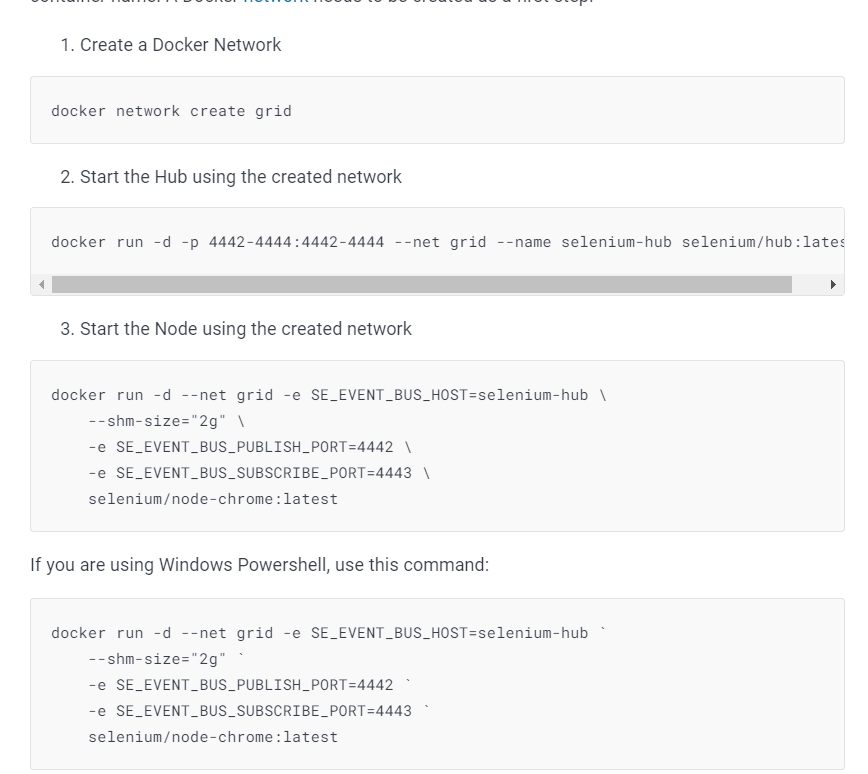 container name. A Docker network needs to be created as a first step.
1. Create a Docker Network
docker network create grid
2. Start the Hub using the created network
docker run -d -p 4442-4444:4442-4444 --net grid --name selenium-hub selenium/hub:lates
3. Start the Node using the created network
docker run -d --net grid -e SE_EVENT_BUS_HOST=selenium-hub \
    --shm-size="2g" \
    -e SE_EVENT_BUS_PUBLISH_PORT=4442 \
    -e SE_EVENT_BUS_SUBSCRIBE_PORT=4443 \
    selenium/node-chrome:latest
If you are using Windows Powershell, use this command:
docker run -d --net grid -e SE_EVENT_BUS_HOST=selenium-hub `
    --shm-size="2g" `
    -e SE_EVENT_BUS_PUBLISH_PORT=4442 `
    -e SE_EVENT_BUS_SUBSCRIBE_PORT=4443 `
    selenium/node-chrome:latest